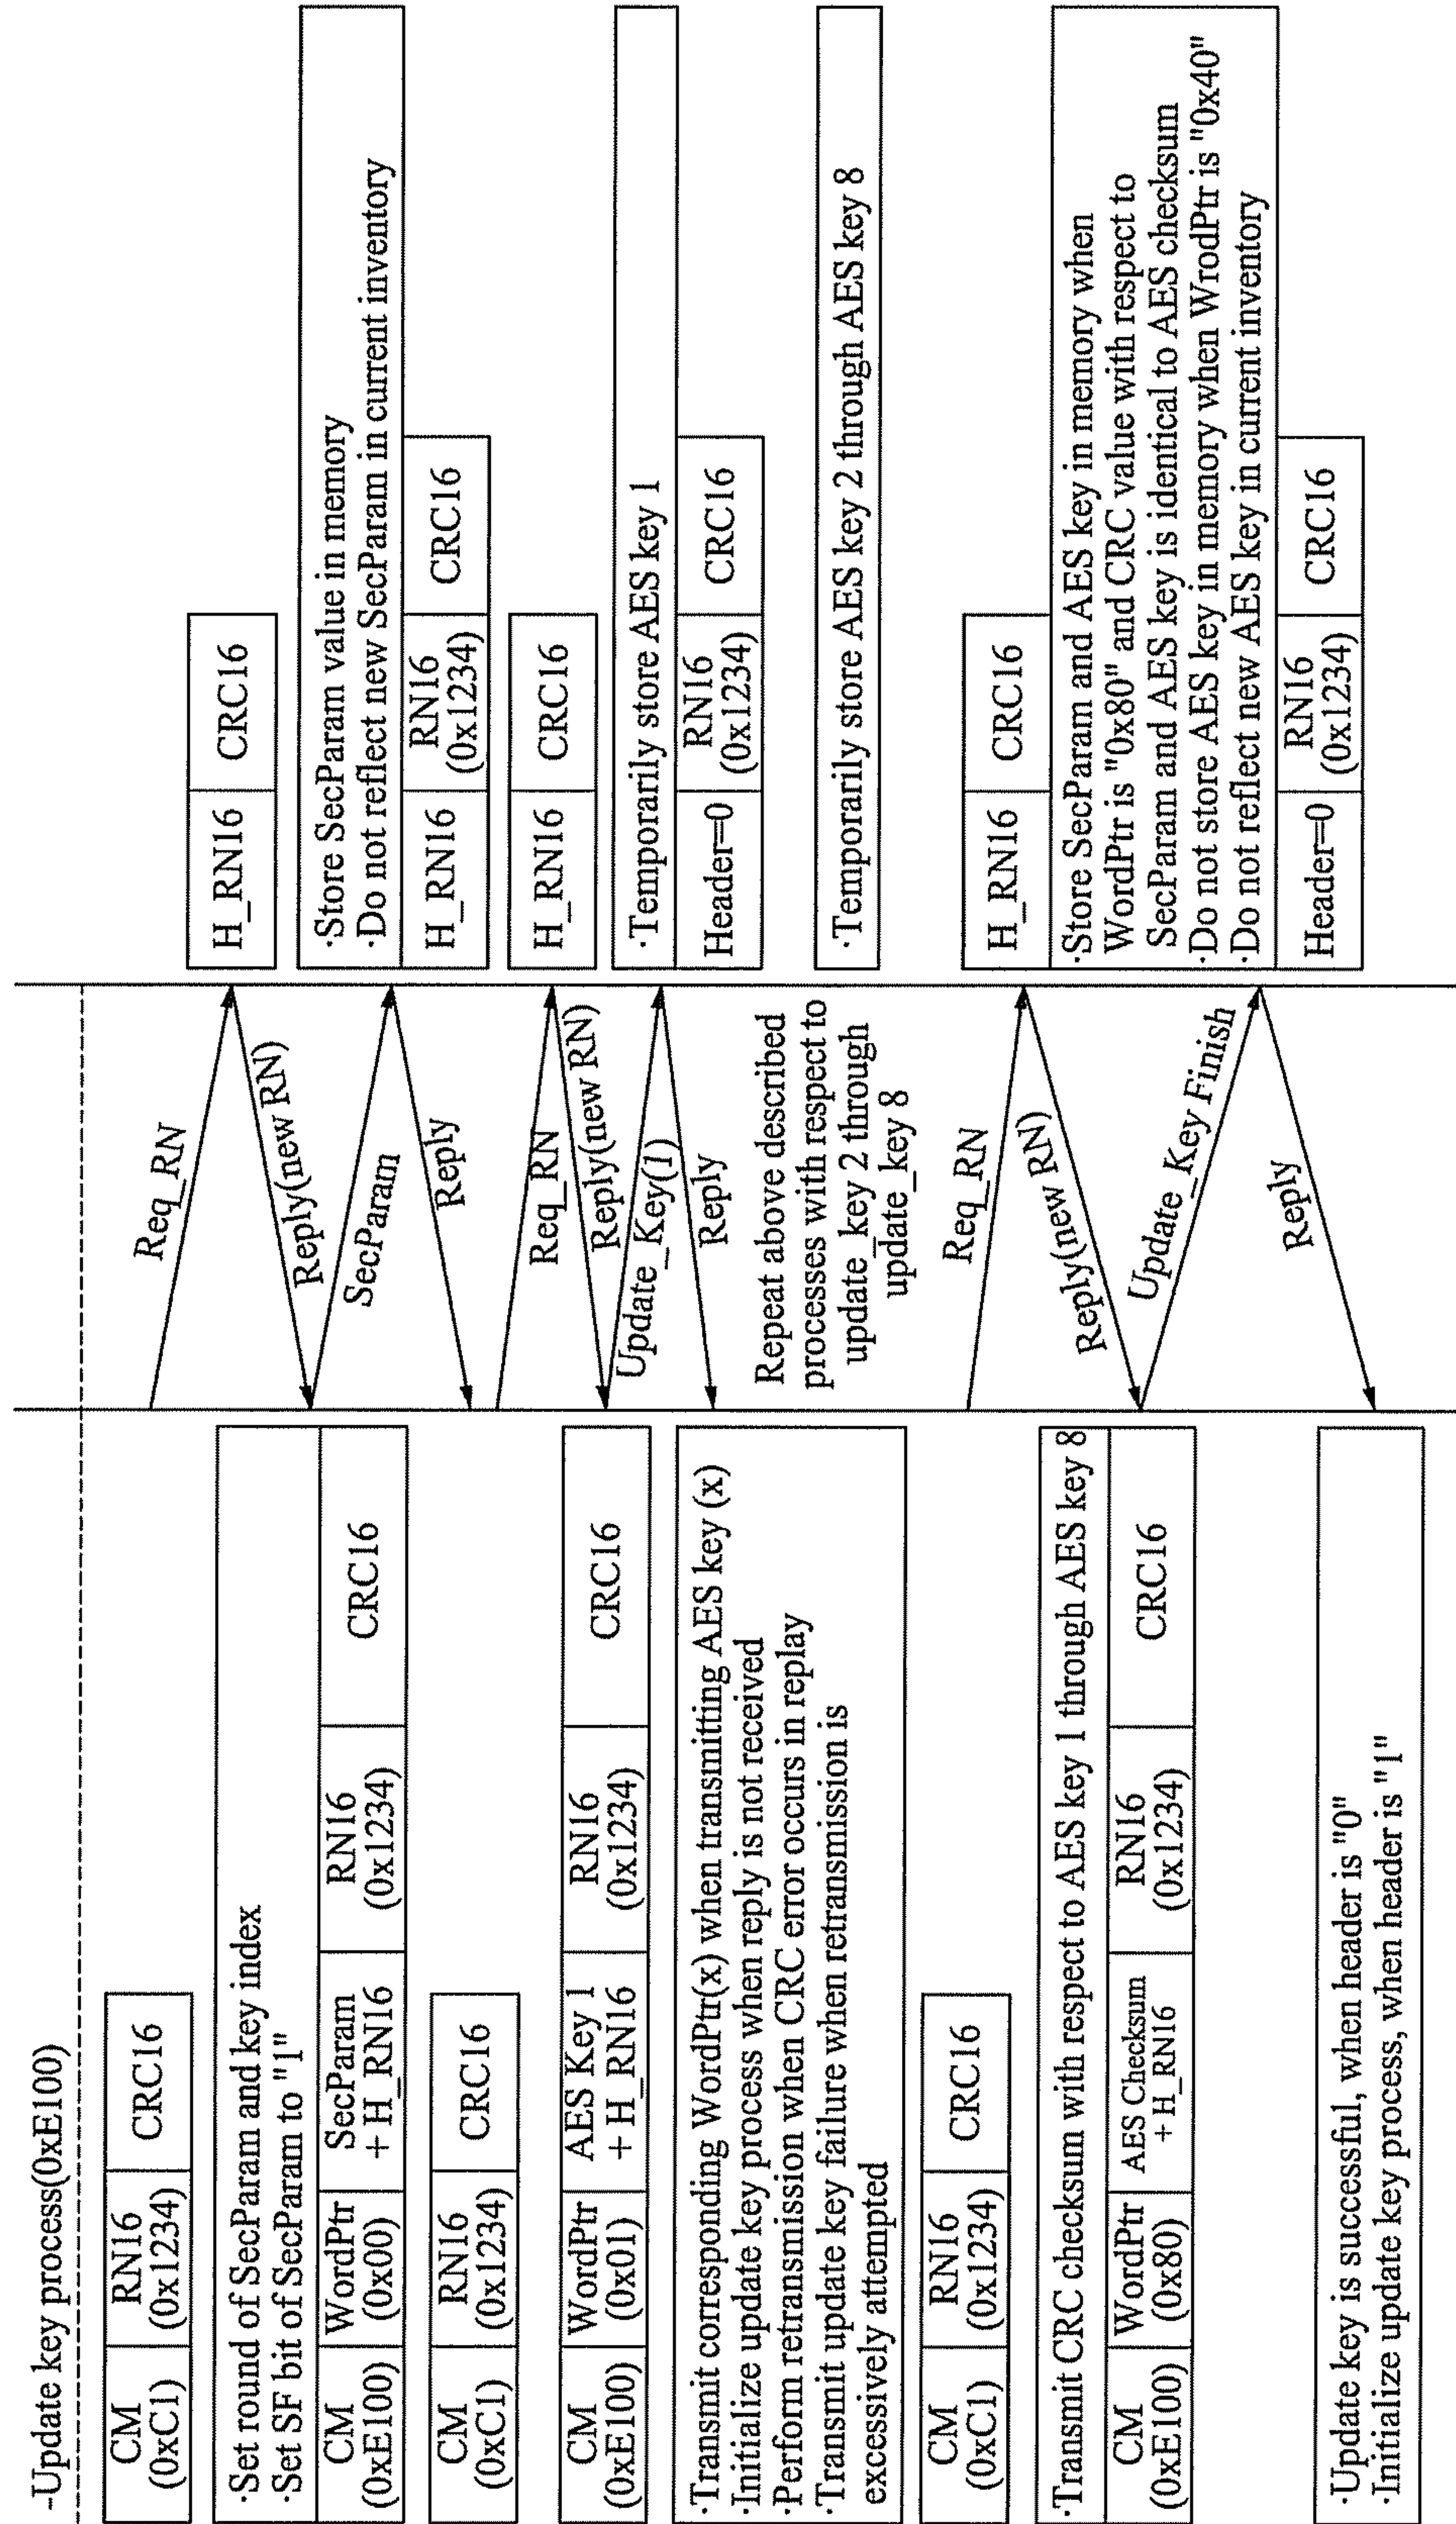 -Update key process(0xE100)
CM
(0xC1)
RN16
(0x1234)
CRC16
Req_RN
H_RN16
CRC16
Reply(new RN)
·Set round of SecParam and key index
·Set SF bit of SecParam to "1"
CM
(0xE100)
WordPtr
(0x00)
SecParam
+ H_RN16
RN16
(0x1234)
CRC16
SecParam
·Store SecParam value in memory
·Do not reflect new SecParam in current inventory
H_RN16
RN16
(0x1234)
CRC16
Reply
CM
(0xC1)
RN16
(0x1234)
CRC16
Req_RN
H_RN16
CRC16
Reply(new RN)
CM
(0xE100)
WordPtr
(0x01)
AES Key 1
+ H_RN16
RN16
(0x1234)
CRC16
Update_Key(1)
·Temporarily store AES key 1
Header=0
RN16
(0x1234)
CRC16
Reply
·Transmit corresponding WordPtr(x) when transmitting AES key (x)
·Initialize update key process when reply is not received
·Perform retransmission when CRC error occurs in replay
·Transmit update key failure when retransmission is
excessively attempted
Repeat above described
processes with respect to
update_key 2 through
update_key 8
·Temporarily store AES key 2 through AES key 8
CM
(0xC1)
RN16
(0x1234)
CRC16
Req_RN
H_RN16
CRC16
Reply(new RN)
·Transmit CRC checksum with respect to AES key 1 through AES key 8
CM
(0xE100)
WordPtr
(0x80)
AES Checksum
+ H_RN16
RN16
(0x1234)
CRC16
Update_Key Finish
·Store SecParam and AES key in memory when
WordPtr is "0x80" and CRC value with respect to
SecParam and AES key is identical to AES checksum
·Do not store AES key in memory when WrodPtr is "0x40"
·Do not reflect new AES key in current inventory
Header=0
RN16
(0x1234)
CRC16
Reply
·Update key is successful, when header is "0"
·Initialize update key process, when header is "1"